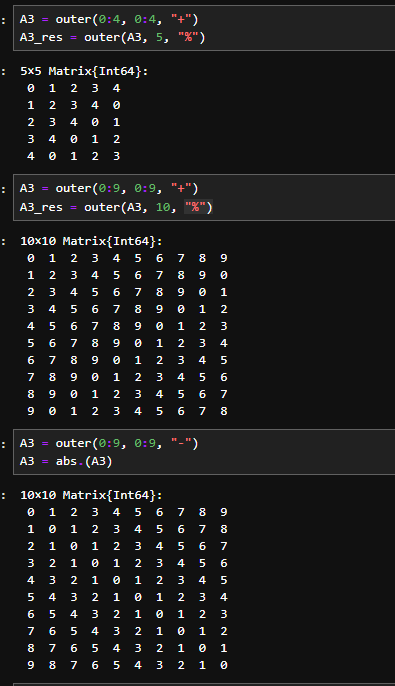 : A3 = outer(0:4, 0:4, "+")
A3_res = outer(A3, 5, "%")
: 5×5 Matrix{Int64}:
0 1 2 3 4
1 2 3 4 0
2 3 4 0 1
3 4 0 1 2
4 0 1 2 3
: A3 = outer(0:9, 0:9, "+")
A3_res = outer(A3, 10, "%")
: 10×10 Matrix{Int64}:
0 1 2 3 4 5 6 7 8 9
1 2 3 4 5 6 7 8 9 0
2 3 4 5 6 7 8 9 0 1
3 4 5 6 7 8 9 0 1 2
4 5 6 7 8 9 0 1 2 3
5 6 7 8 9 0 1 2 3 4
6 7 8 9 0 1 2 3 4 5
7 8 9 0 1 2 3 4 5 6
8 9 0 1 2 3 4 5 6 7
9 0 1 2 3 4 5 6 7 8
: A3 = outer(0:9, 0:9, "-")
A3 = abs.(A3)
: 10×10 Matrix{Int64}:
0 1 2 3 4 5 6 7 8 9
1 0 1 2 3 4 5 6 7 8
2 1 0 1 2 3 4 5 6 7
3 2 1 0 1 2 3 4 5 6
4 3 2 1 0 1 2 3 4 5
5 4 3 2 1 0 1 2 3 4
6 5 4 3 2 1 0 1 2 3
7 6 5 4 3 2 1 0 1 2
8 7 6 5 4 3 2 1 0 1
9 8 7 6 5 4 3 2 1 0